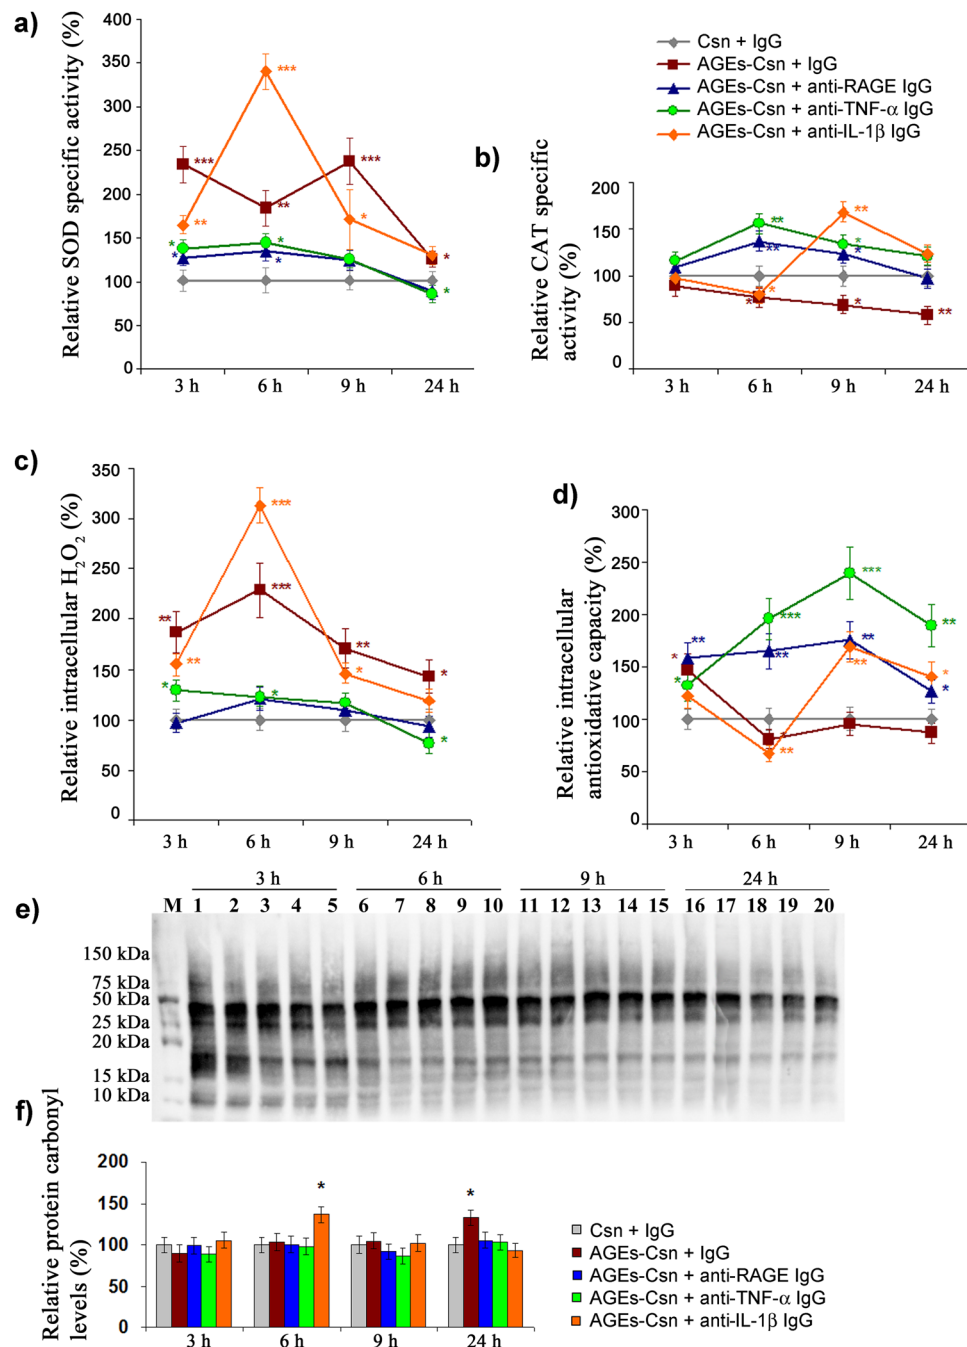 a)
Relative SOD specific activity (%)
400
350
300
250
200
150
100
50
0
***
***
***
**
**
*
*
*
*
*
*
*
3 h
6 h
9 h
24 h
Csn + IgG
AGEs-Csn + IgG
AGEs-Csn + anti-RAGE IgG
AGEs-Csn + anti-TNF-α IgG
AGEs-Csn + anti-IL-1β IgG
b)
Relative CAT specific
activity (%)
200
150
100
50
0
**
**
**
*
*
*
*
*
**
3 h
6 h
9 h
24 h
c)
Relative intracellular H₂O₂ (%)
350
300
250
200
150
100
50
0
***
***
**
**
**
*
*
*
*
*
3 h
6 h
9 h
24 h
d)
Relative intracellular
antioxidative capacity (%)
300
250
200
150
100
50
0
***
***
**
**
**
**
**
**
*
*
*
*
*
3 h
6 h
9 h
24 h
e)
3 h
6 h
9 h
24 h
M 1 2 3 4 5 6 7 8 9 10 11 12 13 14 15 16 17 18 19 20
150 kDa
75 kDa
50 kDa
25 kDa
20 kDa
15 kDa
10 kDa
f)
Relative protein carbonyl
levels (%)
200
150
100
50
0
*
*
3 h
6 h
9 h
24 h
Csn + IgG
AGEs-Csn + IgG
AGEs-Csn + anti-RAGE IgG
AGEs-Csn + anti-TNF-α IgG
AGEs-Csn + anti-IL-1β IgG